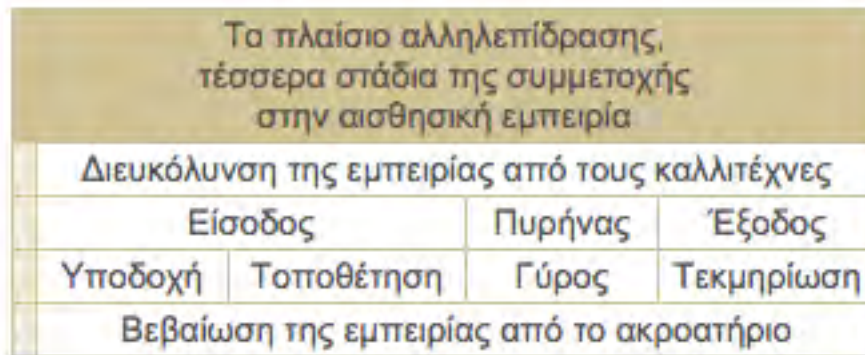 Το πλαίσιο αλληλεπίδρασης,
τέσσερα στάδια της συμμετοχής
στην αισθησική εμπειρία
Διευκόλυνση της εμπειρίας από τους καλλιτέχνες
Είσοδος Πυρήνας Έξοδος
Υποδοχή Τοποθέτηση Γύρος Τεκμηρίωση
Βεβαίωση της εμπειρίας από το ακροατήριο